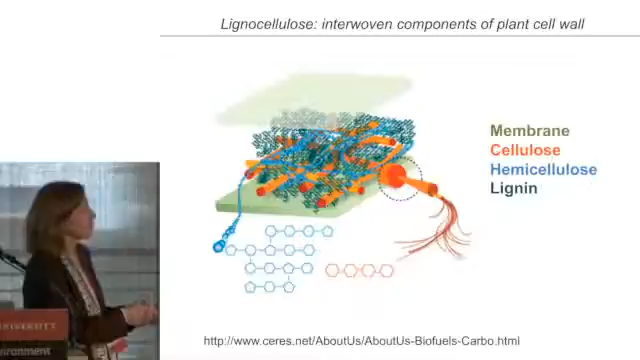 Lignocellulose: interwoven components of plant cell wall
Membrane
Cellulose
Hemicellulose
Lignin
UNIVERSITY
http://www.ceres.net/AboutUs/AboutUs-Biofuels-Carbo.html